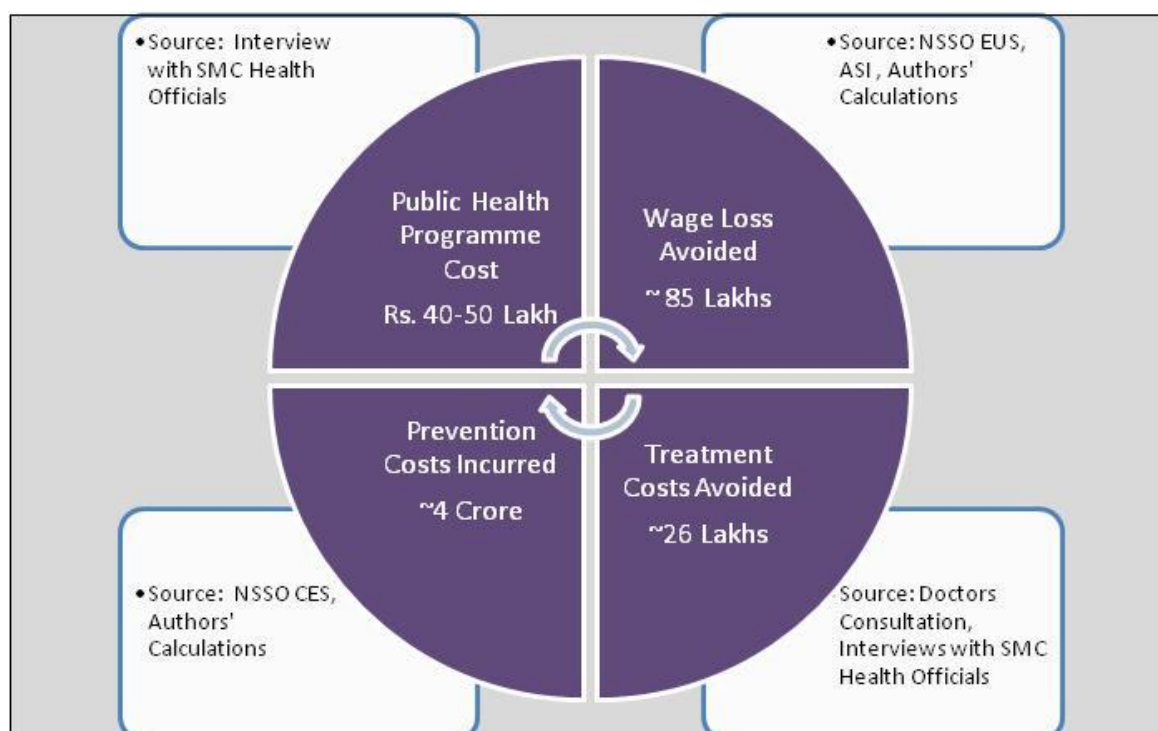 •Source: Interview
with SMC Health
Officials
•Source: NSSO EUS,
ASI , Authors'
Calculations
Public Health
Programme
Cost
Rs. 40-50 Lakh
Wage Loss
Avoided
~ 85 Lakhs
Prevention
Costs Incurred
~4 Crore
Treatment
Costs Avoided
~26 Lakhs
•Source: NSSO CES,
Authors'
Calculations
Source: Doctors
Consultation,
Interviews with SMC
Health Officials